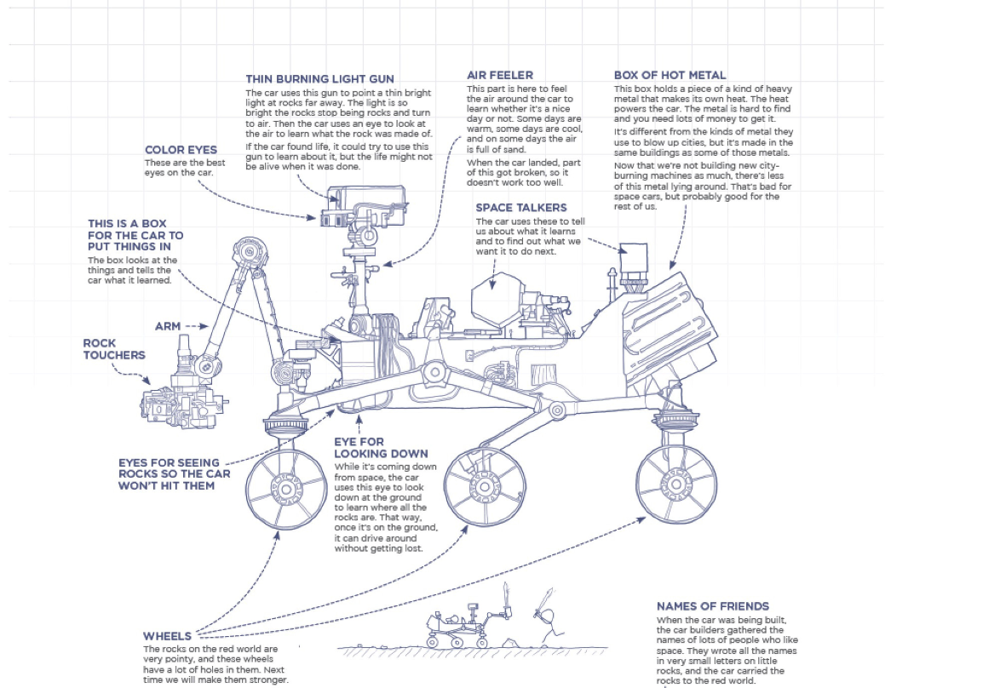 THIN BURNING LIGHT GUN
The car uses this gun to point a thin bright
light at rocks far away. The light is so
bright the rocks stop being rocks and turn
to air. Then the car uses an eye to look at
the air to learn what the rock was made of.
If the car found life, it could try to use this
gun to learn about it, but the life might not
be alive when it was done.
AIR FEELER
This part is here to feel
the air around the car to
learn whether it's a nice
day or not. Some days are
warm, some days are cool,
and on some days the air
is full of sand.
When the car landed, part
of this got broken, so it
doesn't work too well.
BOX OF HOT METAL
This box holds a piece of a kind of heavy
metal that makes its own heat. The heat
powers the car. The metal is hard to find
and you need lots of money to get it.
It's different from the kinds of metal they
use to blow up cities, but it's made in the
same buildings as some of those metals.
Now that we're not building new city-
burning machines as much, there's less
of this metal lying around. That's bad for
space cars, but probably good for the
rest of us.
COLOR EYES
These are the best
eyes on the car.
SPACE TALKERS
The car uses these to tell
us about what it learns
and to find out what we
want it to do next.
THIS IS A BOX
FOR THE CAR TO
PUT THINGS IN
The box looks at the
things and tells the
car what it learned.
ARM
ROCK
TOUCHERS
EYES FOR SEEING
ROCKS SO THE CAR
WON'T HIT THEM
EYE FOR
LOOKING DOWN
While it's coming down
from space, the car
uses this eye to look
down at the ground
to learn where all the
rocks are. That way,
once it's on the ground,
it can drive around
without getting lost.
WHEELS
The rocks on the red world are
very pointy, and these wheels
have a lot of holes in them. Next
time we will make them stronger.
NAMES OF FRIENDS
When the car was being built,
the car builders gathered the
names of lots of people who like
space. They wrote all the names
in very small letters on little
rocks, and the car carried the
rocks to the red world.